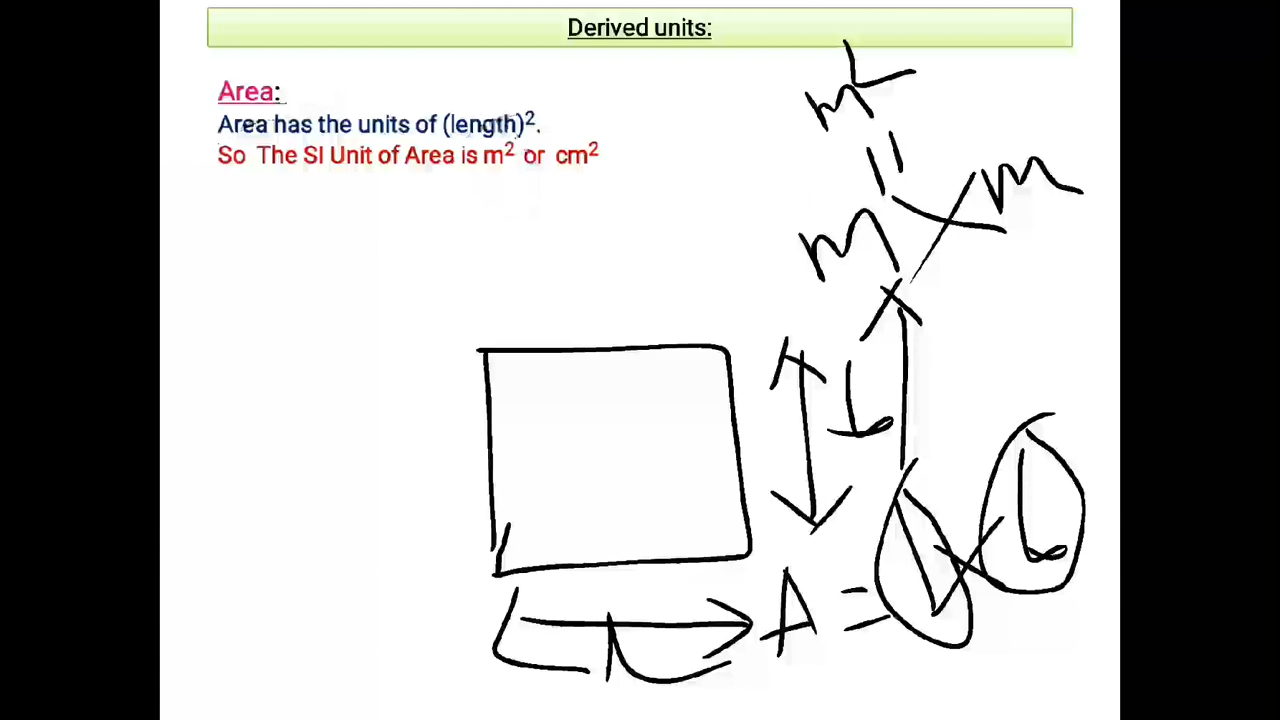 Derived units:
Area:
Area has the units of (length)².
So The SI Unit of Area is m² or cm²
m²
=
m × m
L
L
A = L × L